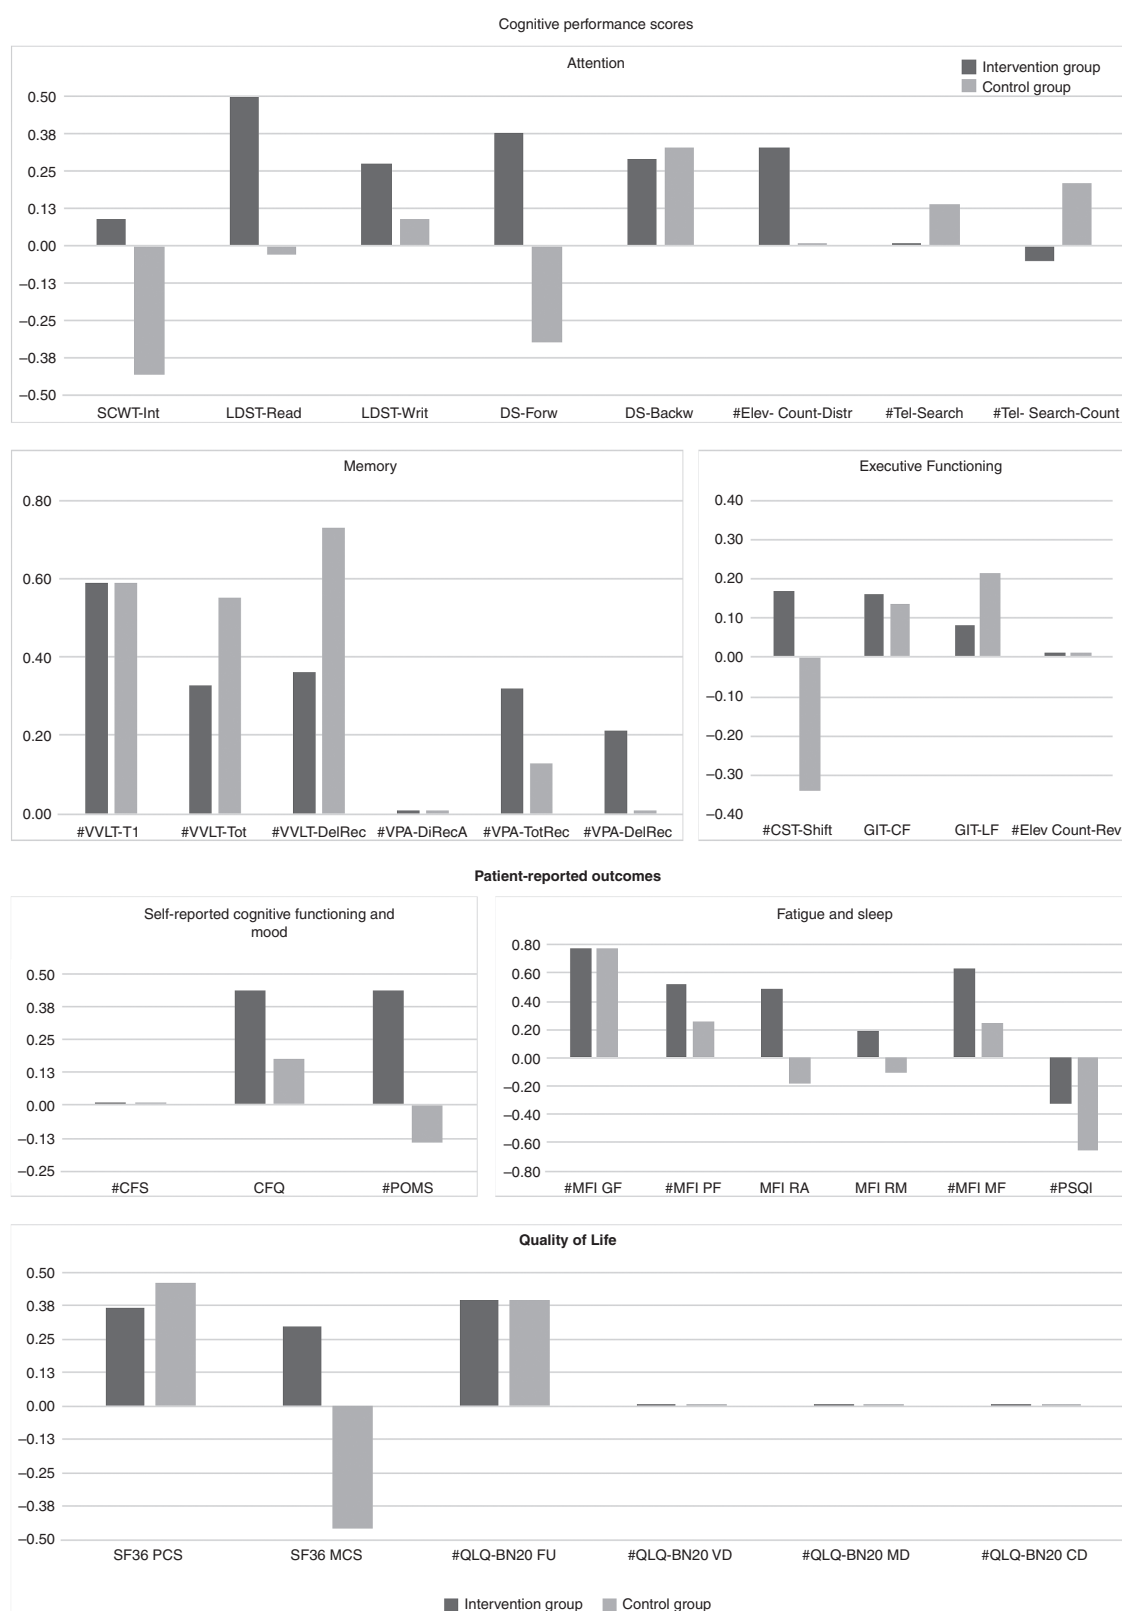 Cognitive performance scores
Attention
Intervention group
Control group
0.50
0.38
0.25
0.13
0.00
–0.13
–0.25
–0.38
–0.50
SCWT-Int LDST-Read LDST-Writ DS-Forw DS-Backw #Elev- Count-Distr #Tel-Search #Tel- Search-Count
Memory
0.80
0.60
0.40
0.20
0.00
#VVLT-T1 #VVLT-Tot #VVLT-DelRec #VPA-DiRecA #VPA-TotRec #VPA-DelRec
Executive Functioning
0.40
0.30
0.20
0.10
0.00
–0.10
–0.20
–0.30
–0.40
#CST-Shift GIT-CF GIT-LF #Elev Count-Rev
Patient-reported outcomes
Self-reported cognitive functioning and
mood
0.50
0.38
0.25
0.13
0.00
–0.13
–0.25
#CFS CFQ #POMS
Fatigue and sleep
0.80
0.60
0.40
0.20
0.00
–0.20
–0.40
–0.60
–0.80
#MFI GF #MFI PF MFI RA MFI RM #MFI MF #PSQI
Quality of Life
0.50
0.38
0.25
0.13
0.00
–0.13
–0.25
–0.38
–0.50
SF36 PCS SF36 MCS #QLQ-BN20 FU #QLQ-BN20 VD #QLQ-BN20 MD #QLQ-BN20 CD
Intervention group Control group